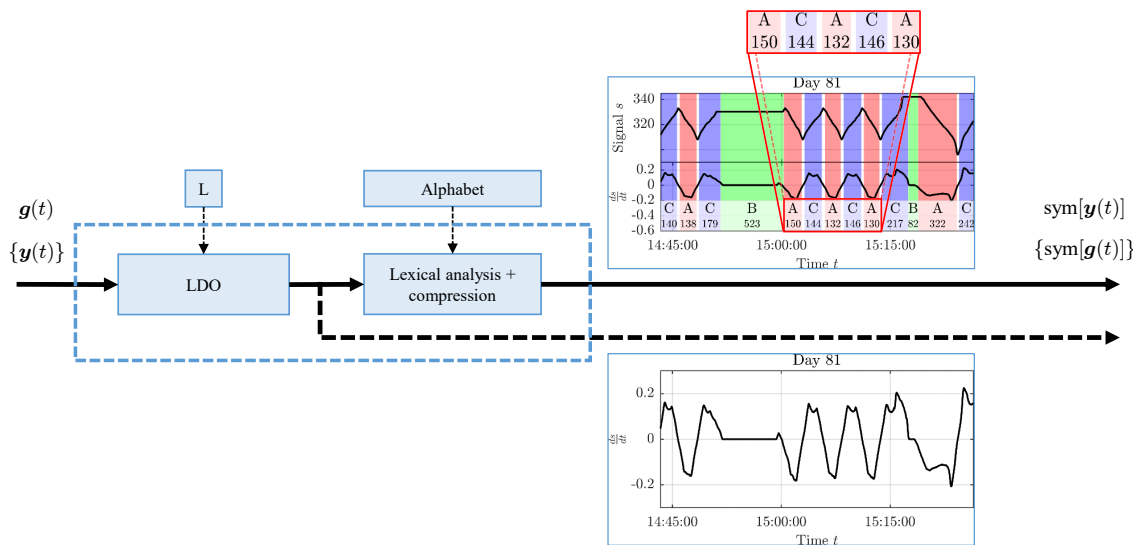 A C A C A
150 144 132 146 130
Day 81
340
320
Signal s
0.2
0
-0.2
-0.4
-0.6
ds/dt
C A C B A C A C A C B A C
140 138 179 523 150 144 132 146 130 217 82 322 242
14:45:00 15:00:00 15:15:00
Time t
L
Alphabet
g(t)
{y(t)}
LDO
Lexical analysis +
compression
sym[y(t)]
{sym[g(t)]}
Day 81
0.2
0
-0.2
ds/dt
14:45:00 15:00:00 15:15:00
Time t